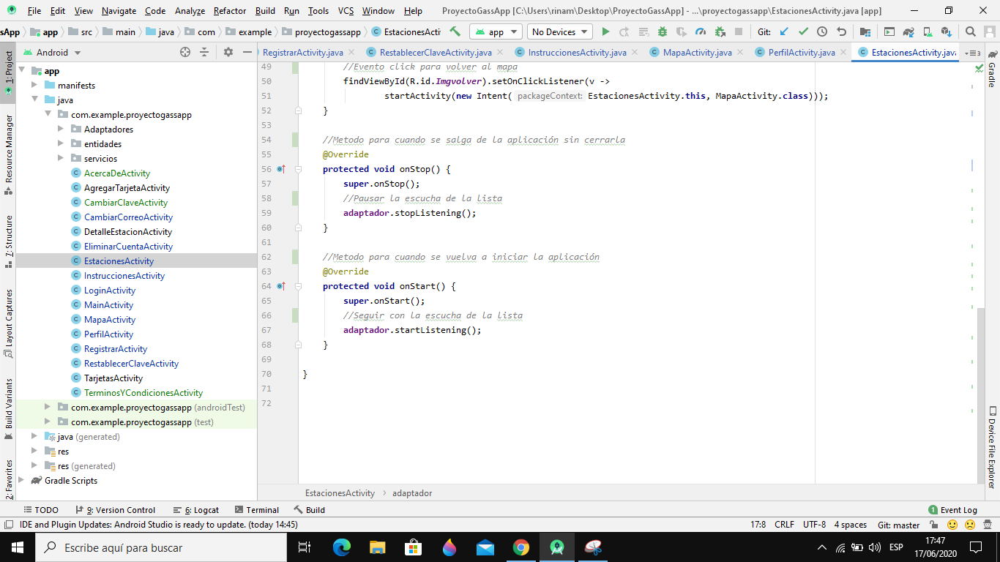 File Edit View Navigate Code Analyze Refactor Build Run Tools VCS Window Help ProyectoGassApp [C:\Users\rinam\Desktop\ProyectoGassApp] - ...\proyectogassapp\EstacionesActivity.java [app]
sApp app src main java com example proyectogassapp EstacionesActi app No Devices Git:
Android RegistrarActivity.java RestablecerClaveActivity.java InstruccionesActivity.java MapaActivity.java PerfilActivity.java EstacionesActivity.java 3
1: Project
Resource Manager
7: Structure
Layout Captures
Build Variants
2: Favorites
app
manifests
java
com.example.proyectogassapp
Adaptadores
entidades
servicios
AcercaDeActivity
AgregarTarjetaActivity
CambiarClaveActivity
CambiarCorreoActivity
DetalleEstacionActivity
EliminarCuentaActivity
EstacionesActivity
InstruccionesActivity
LoginActivity
MainActivity
MapaActivity
PerfilActivity
RegistrarActivity
RestablecerClaveActivity
TarjetasActivity
TerminosYCondicionesActivity
com.example.proyectogassapp (androidTest)
com.example.proyectogassapp (test)
java (generated)
res
res (generated)
Gradle Scripts
49 //Evento click para volver al mapa
50 findViewById(R.id.Imgvolver).setOnClickListener(v ->
51 startActivity(new Intent( packageContext: EstacionesActivity.this, MapaActivity.class)));
52 }
53
54 //Metodo para cuando se salga de la aplicación sin cerrarla
55 @Override
56 protected void onStop() {
57 super.onStop();
58 //Pausar la escucha de la lista
59 adaptador.stopListening();
60 }
61
62 //Metodo para cuando se vuelva a iniciar la aplicación
63 @Override
64 protected void onStart() {
65 super.onStart();
66 //Seguir con la escucha de la lista
67 adaptador.startListening();
68 }
69
70 }
71
72
Gradle
Device File Explorer
EstacionesActivity adaptador
TODO 9: Version Control 6: Logcat Terminal Build 1 Event Log
IDE and Plugin Updates: Android Studio is ready to update. (today 14:45) 17:8 CRLF UTF-8 4 spaces Git: master
Escribe aquí para buscar ESP 17:47
17/06/2020